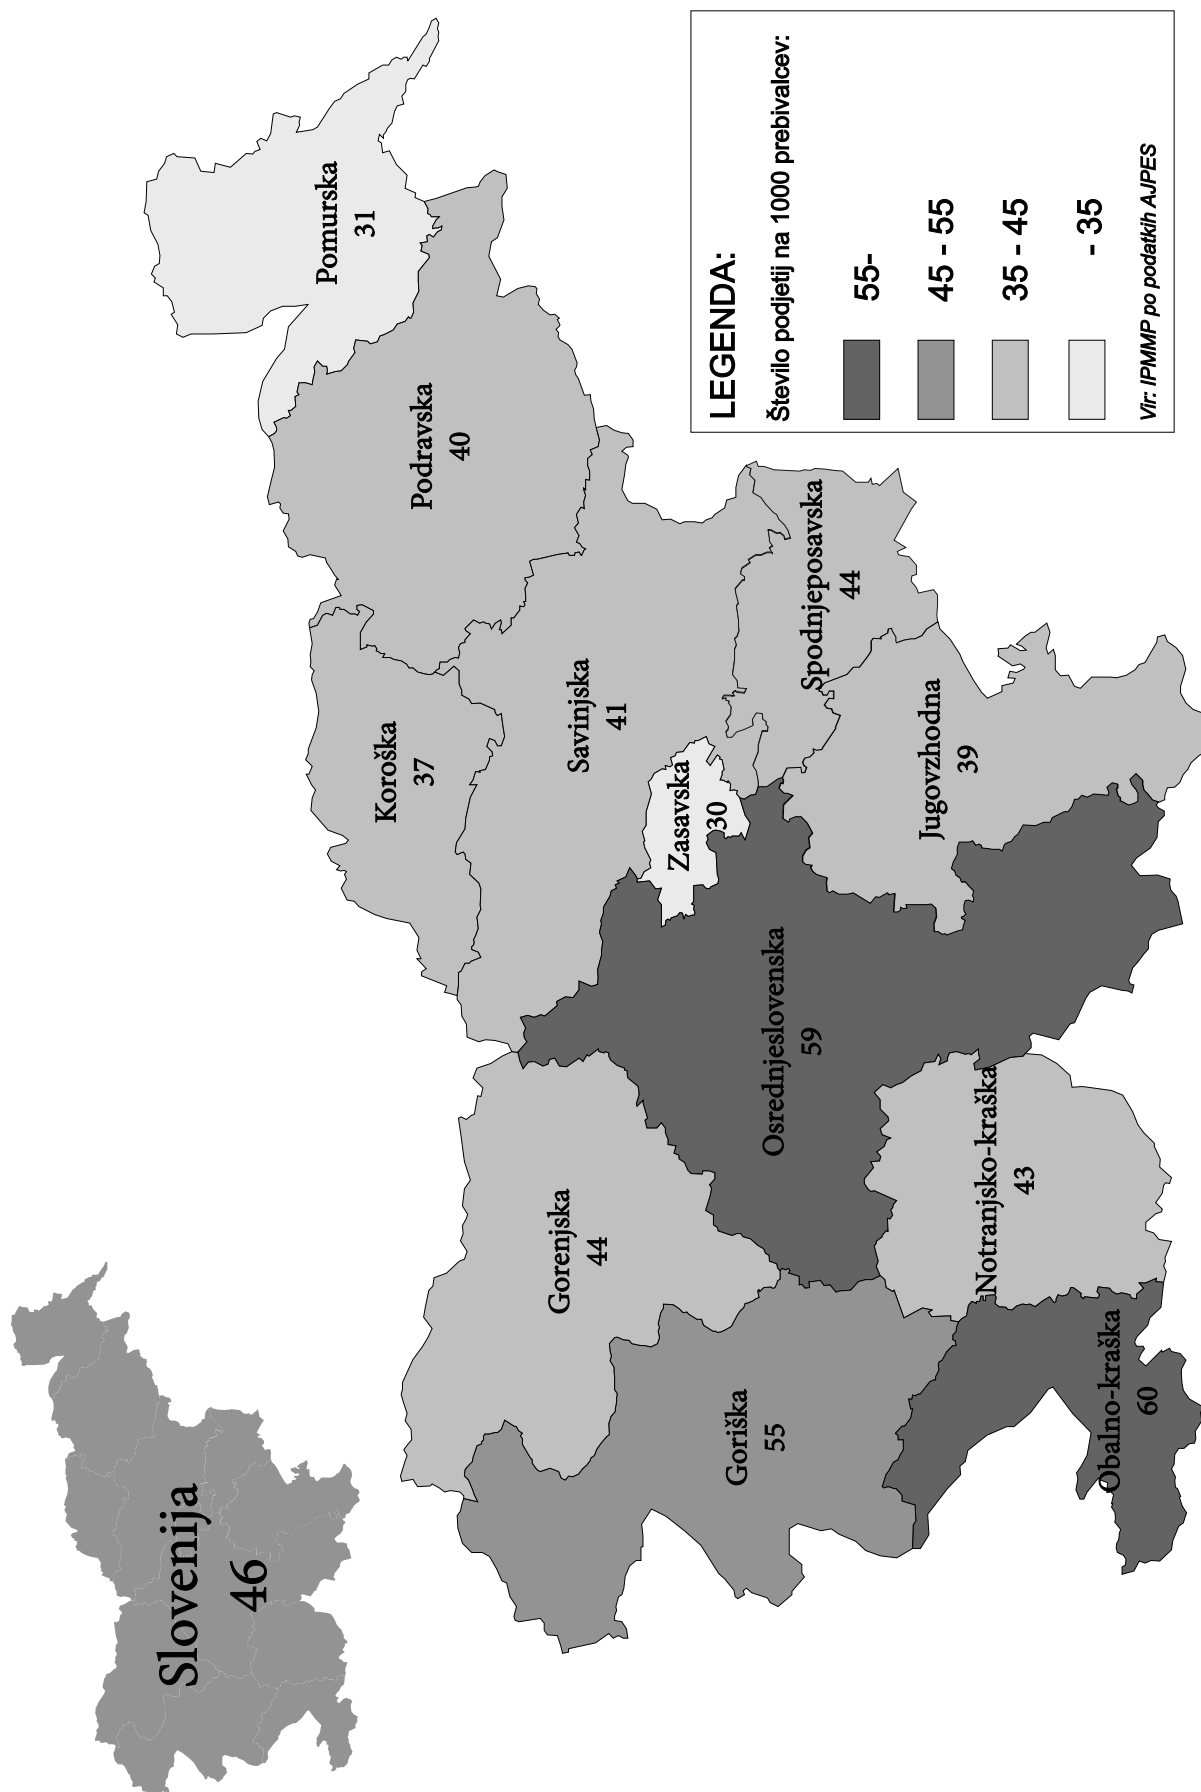 Slovenija
46
Pomurska
31
Podravska
40
Koroška
37
Savinjska
41
Zasavska
30
Spodnjeposavska
44
Jugovzhodna
39
Osrednjeslovenska
59
Gorenjska
44
Notranjsko-kraška
43
Goriška
55
Obalno-kraška
60
LEGENDA:
Število podjetij na 1000 prebivalcev:
55-
45 - 55
35 - 45
- 35
Vir: IPMMP po podatkih AJPES